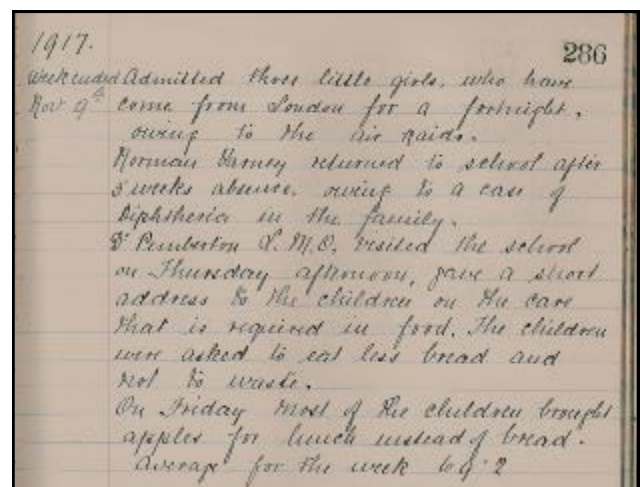 1917.
286
Week ended Admitted three little girls, who have
Nov 9th come from London for a fortnight,
owing to the air raids.
Norman Varney returned to school after
5 weeks absence, owing to a case of
Diphtheria in the family.
Dr Pemberton S.M.O. visited the school
on Thursday afternoon, gave a short
address to the children on the care
that is required in food. The children
were asked to eat less bread and
not to waste.
On Friday most of the children brought
apples for lunch instead of bread.
Average for the week 69.2